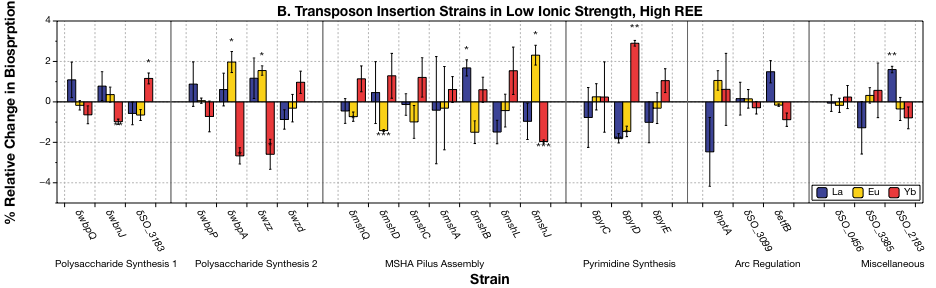 B. Transposon Insertion Strains in Low Ionic Strength, High REE
% Relative Change in Biosprption
4
2
0
−2
−4
*
*
*
***
*
*
***
**
**
La
Eu
Yb
δwbpQ
δwbnJ
δSO_3183
δwbpP
δwbpA
δwzz
δwzd
δmshQ
δmshD
δmshC
δmshA
δmshB
δmshL
δmshJ
δpyrC
δpyrD
δpyrE
δhptA
δSO_3099
δetfB
δSO_0456
δSO_3385
δSO_2183
Polysaccharide Synthesis 1
Polysaccharide Synthesis 2
MSHA Pilus Assembly
Pyrimidine Synthesis
Arc Regulation
Miscellaneous
Strain